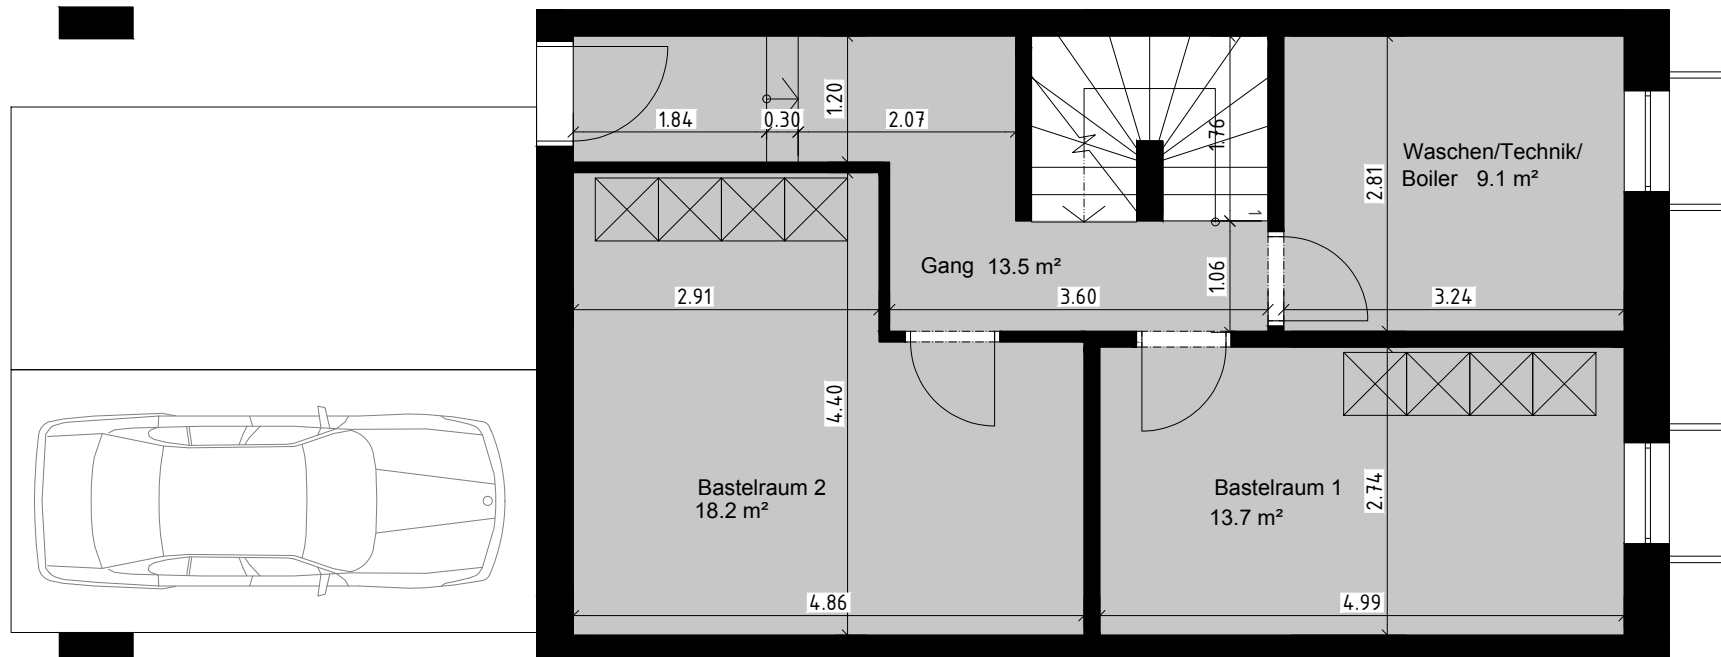 1.84
0.30
1.20
2.07
1.76
1
Waschen/Technik/
Boiler 9.1 m²
2.81
Gang 13.5 m²
1.06
2.91
3.60
3.24
4.40
Bastelraum 2
18.2 m²
Bastelraum 1
13.7 m²
2.74
4.86
4.99